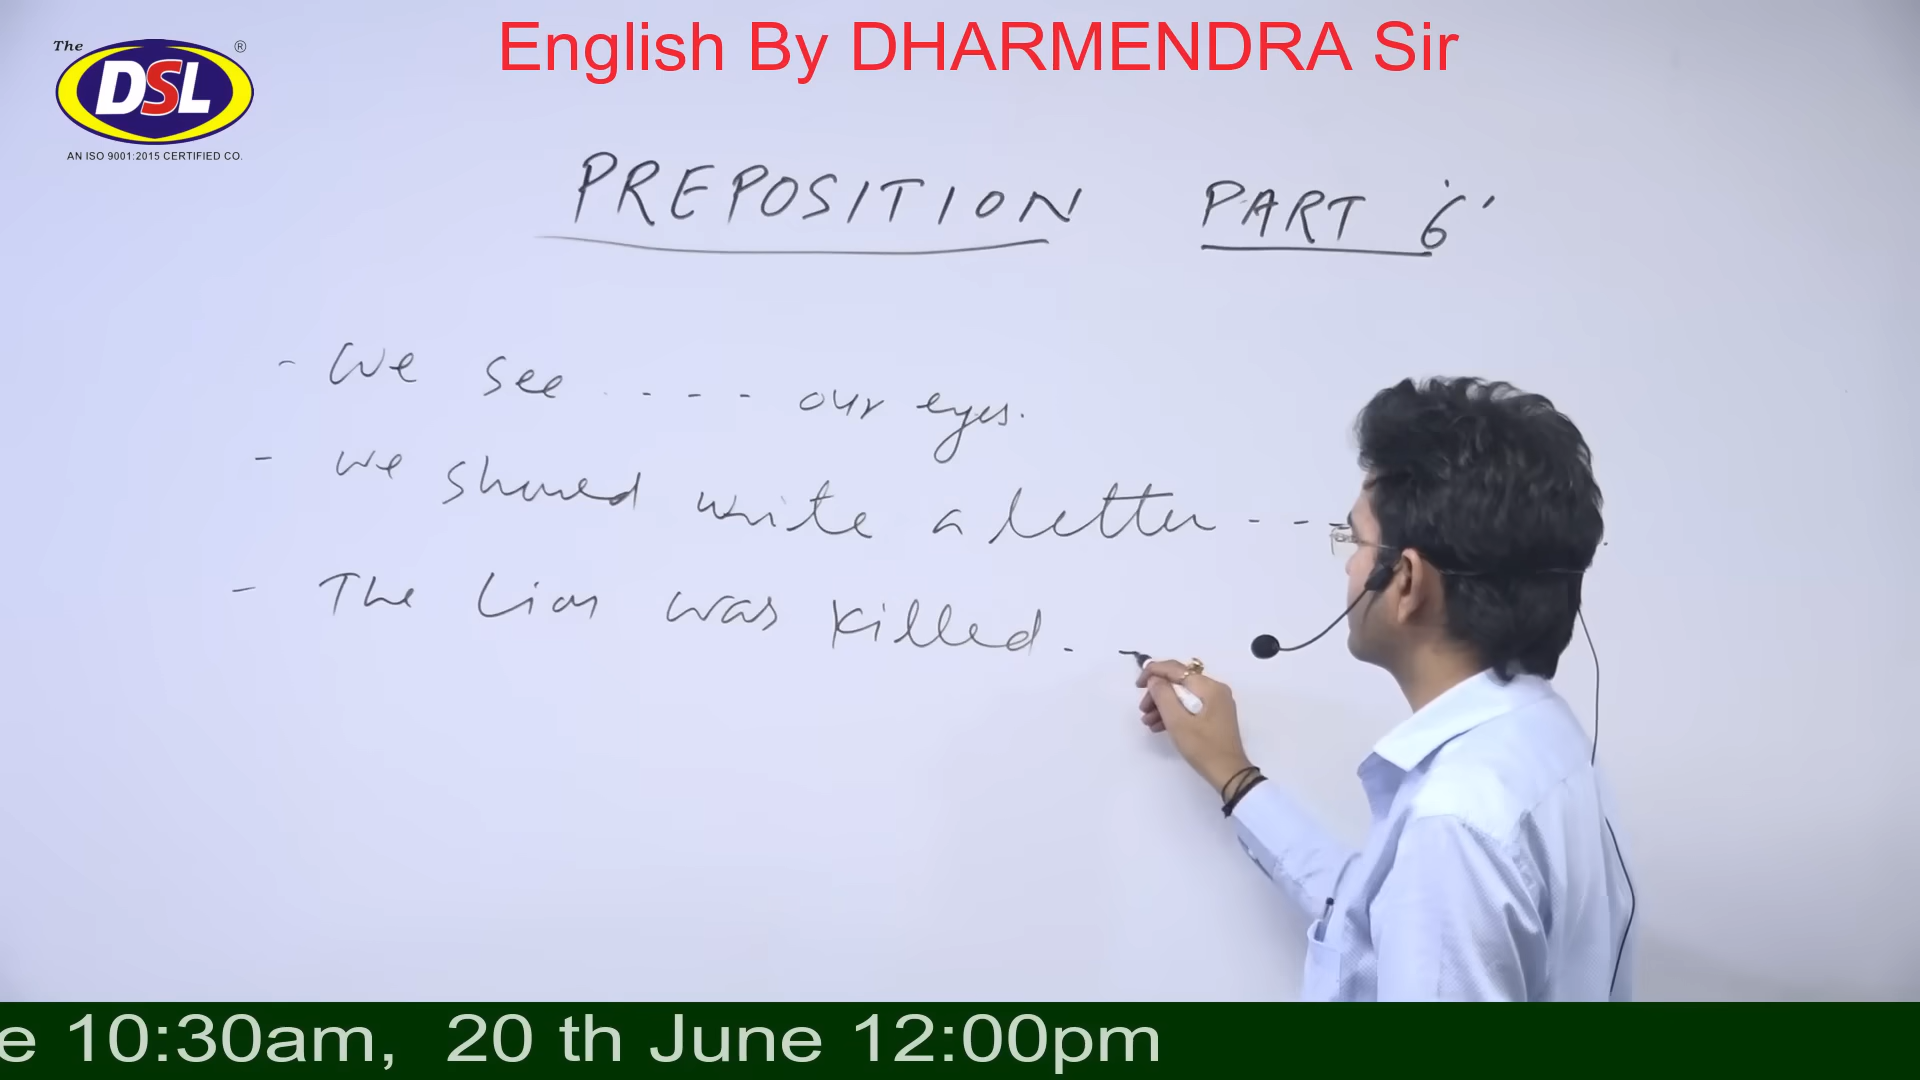 English By DHARMENDRA Sir
The
®
DSL
AN ISO 9001:2015 CERTIFIED CO.
PREPOSITION PART 6'
- We see .... our eyes.
- we should write a letter ---
- The Lion was killed. -
e 10:30am, 20 th June 12:00pm